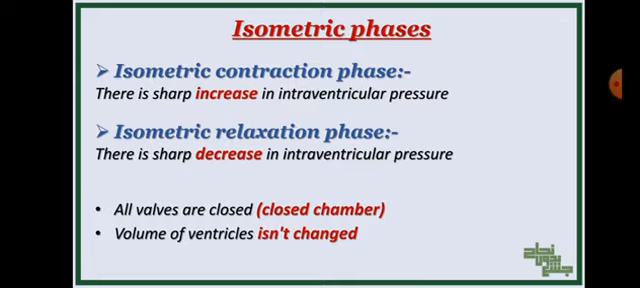 Isometric phases
➢ Isometric contraction phase:-
There is sharp increase in intraventricular pressure
➢ Isometric relaxation phase:-
There is sharp decrease in intraventricular pressure
• All valves are closed (closed chamber)
• Volume of ventricles isn't changed